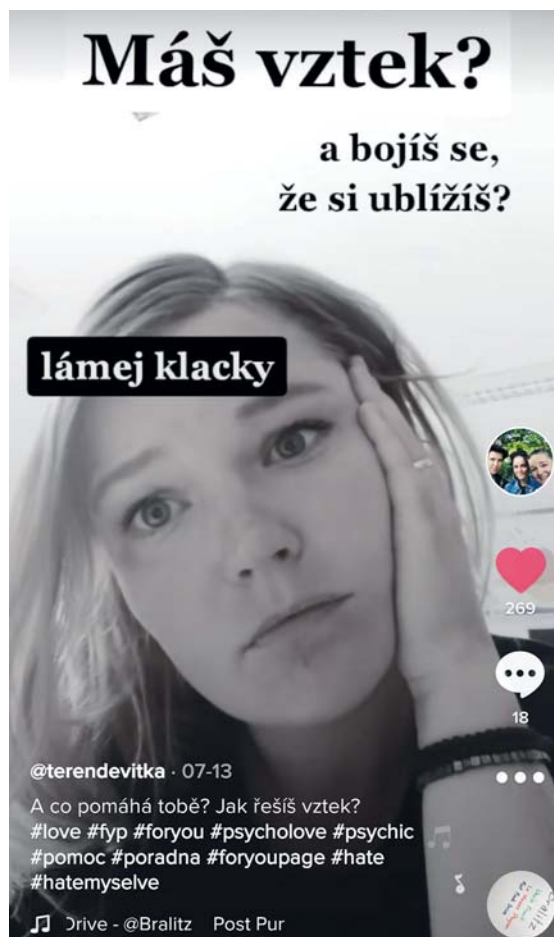 Máš vztek?
a bojíš se,
že si ublížíš?
lámej klacky
269
18
@terendevitka · 07-13
A co pomáhá tobě? Jak řešíš vztek?
#love #fyp #foryou #psycholove #psychic
#pomoc #poradna #foryoupage #hate
#hatemyselve
Drive - @Bralitz Post Pur